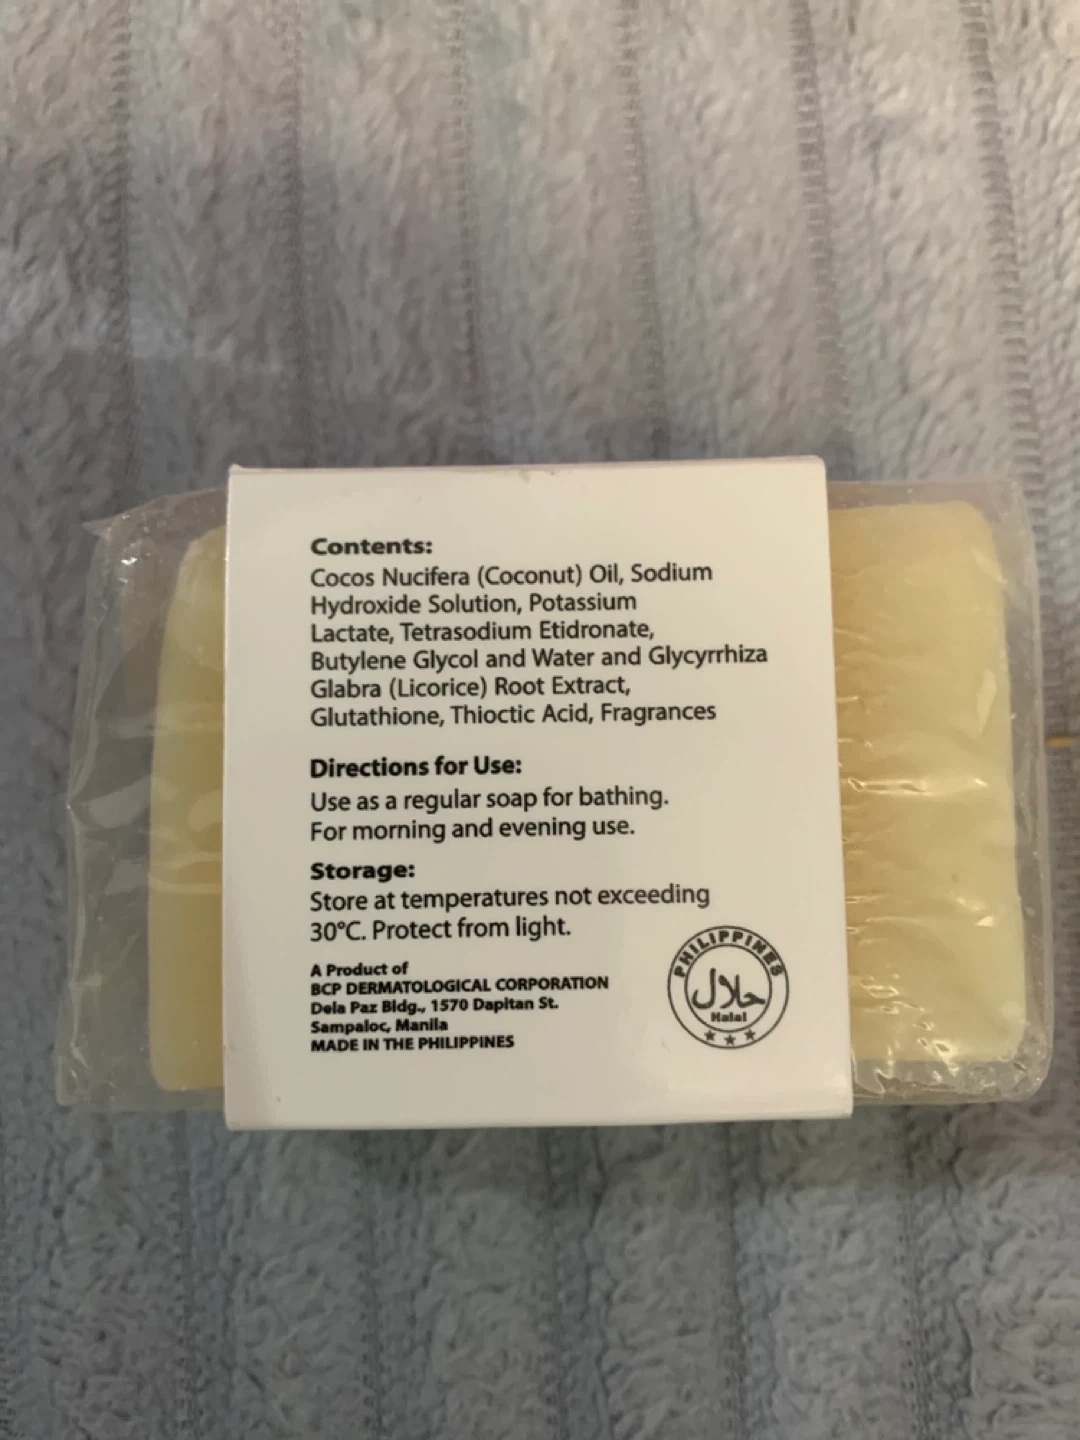 Contents:
Cocos Nucifera (Coconut) Oil, Sodium
Hydroxide Solution, Potassium
Lactate, Tetrasodium Etidronate,
Butylene Glycol and Water and Glycyrrhiza
Glabra (Licorice) Root Extract,
Glutathione, Thioctic Acid, Fragrances
Directions for Use:
Use as a regular soap for bathing.
For morning and evening use.
Storage:
Store at temperatures not exceeding
30°C. Protect from light.
A Product of
BCP DERMATOLOGICAL CORPORATION
Dela Paz Bldg., 1570 Dapitan St.
Sampaloc, Manila
MADE IN THE PHILIPPINES
PHILIPPINES
حلال
Halal